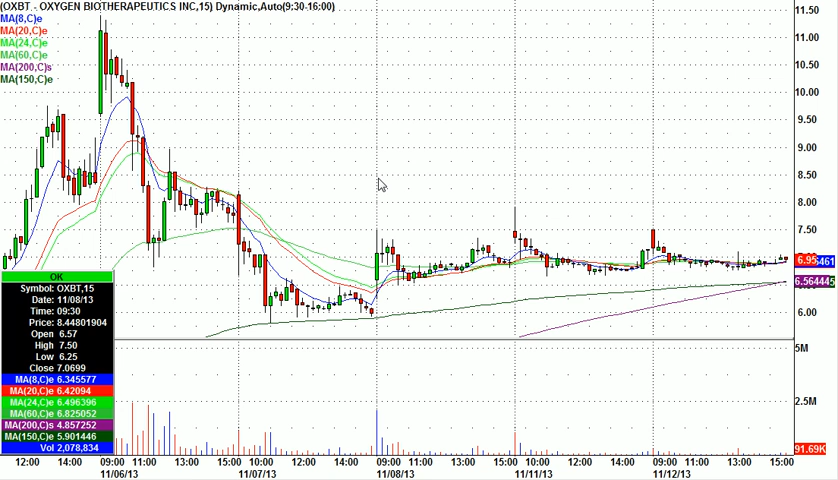 (OXBT - OXYGEN BIOTHERAPEUTICS INC,15) Dynamic,Auto(9:30-16:00)
MA(8,C)e
MA(20,C)e
MA(24,C)e
MA(60,C)e
MA(200,C)s
MA(150,C)e
11.50
11.00
10.50
10.00
9.50
9.00
8.50
8.00
7.50
6.95461
6.564445
6.00
5M
2.5M
91.69K
OK
Symbol: OXBT,15
Date: 11/08/13
Time: 09:30
Price: 8.44801904
Open 6.57
High 7.50
Low 6.25
Close 7.0699
MA(8,C)e 6.345577
MA(20,C)e 6.42094
MA(24,C)e 6.496396
MA(60,C)e 6.825052
MA(200,C)s 4.857252
MA(150,C)e 5.901446
Vol 2,078,834
12:00 14:00 09:00 11:00 13:00 15:00 10:00 12:00 14:00 09:00 11:00 13:00 15:00 10:00 12:00 14:00 09:00 11:00 13:00 15:00
11/06/13 11/07/13 11/08/13 11/11/13 11/12/13